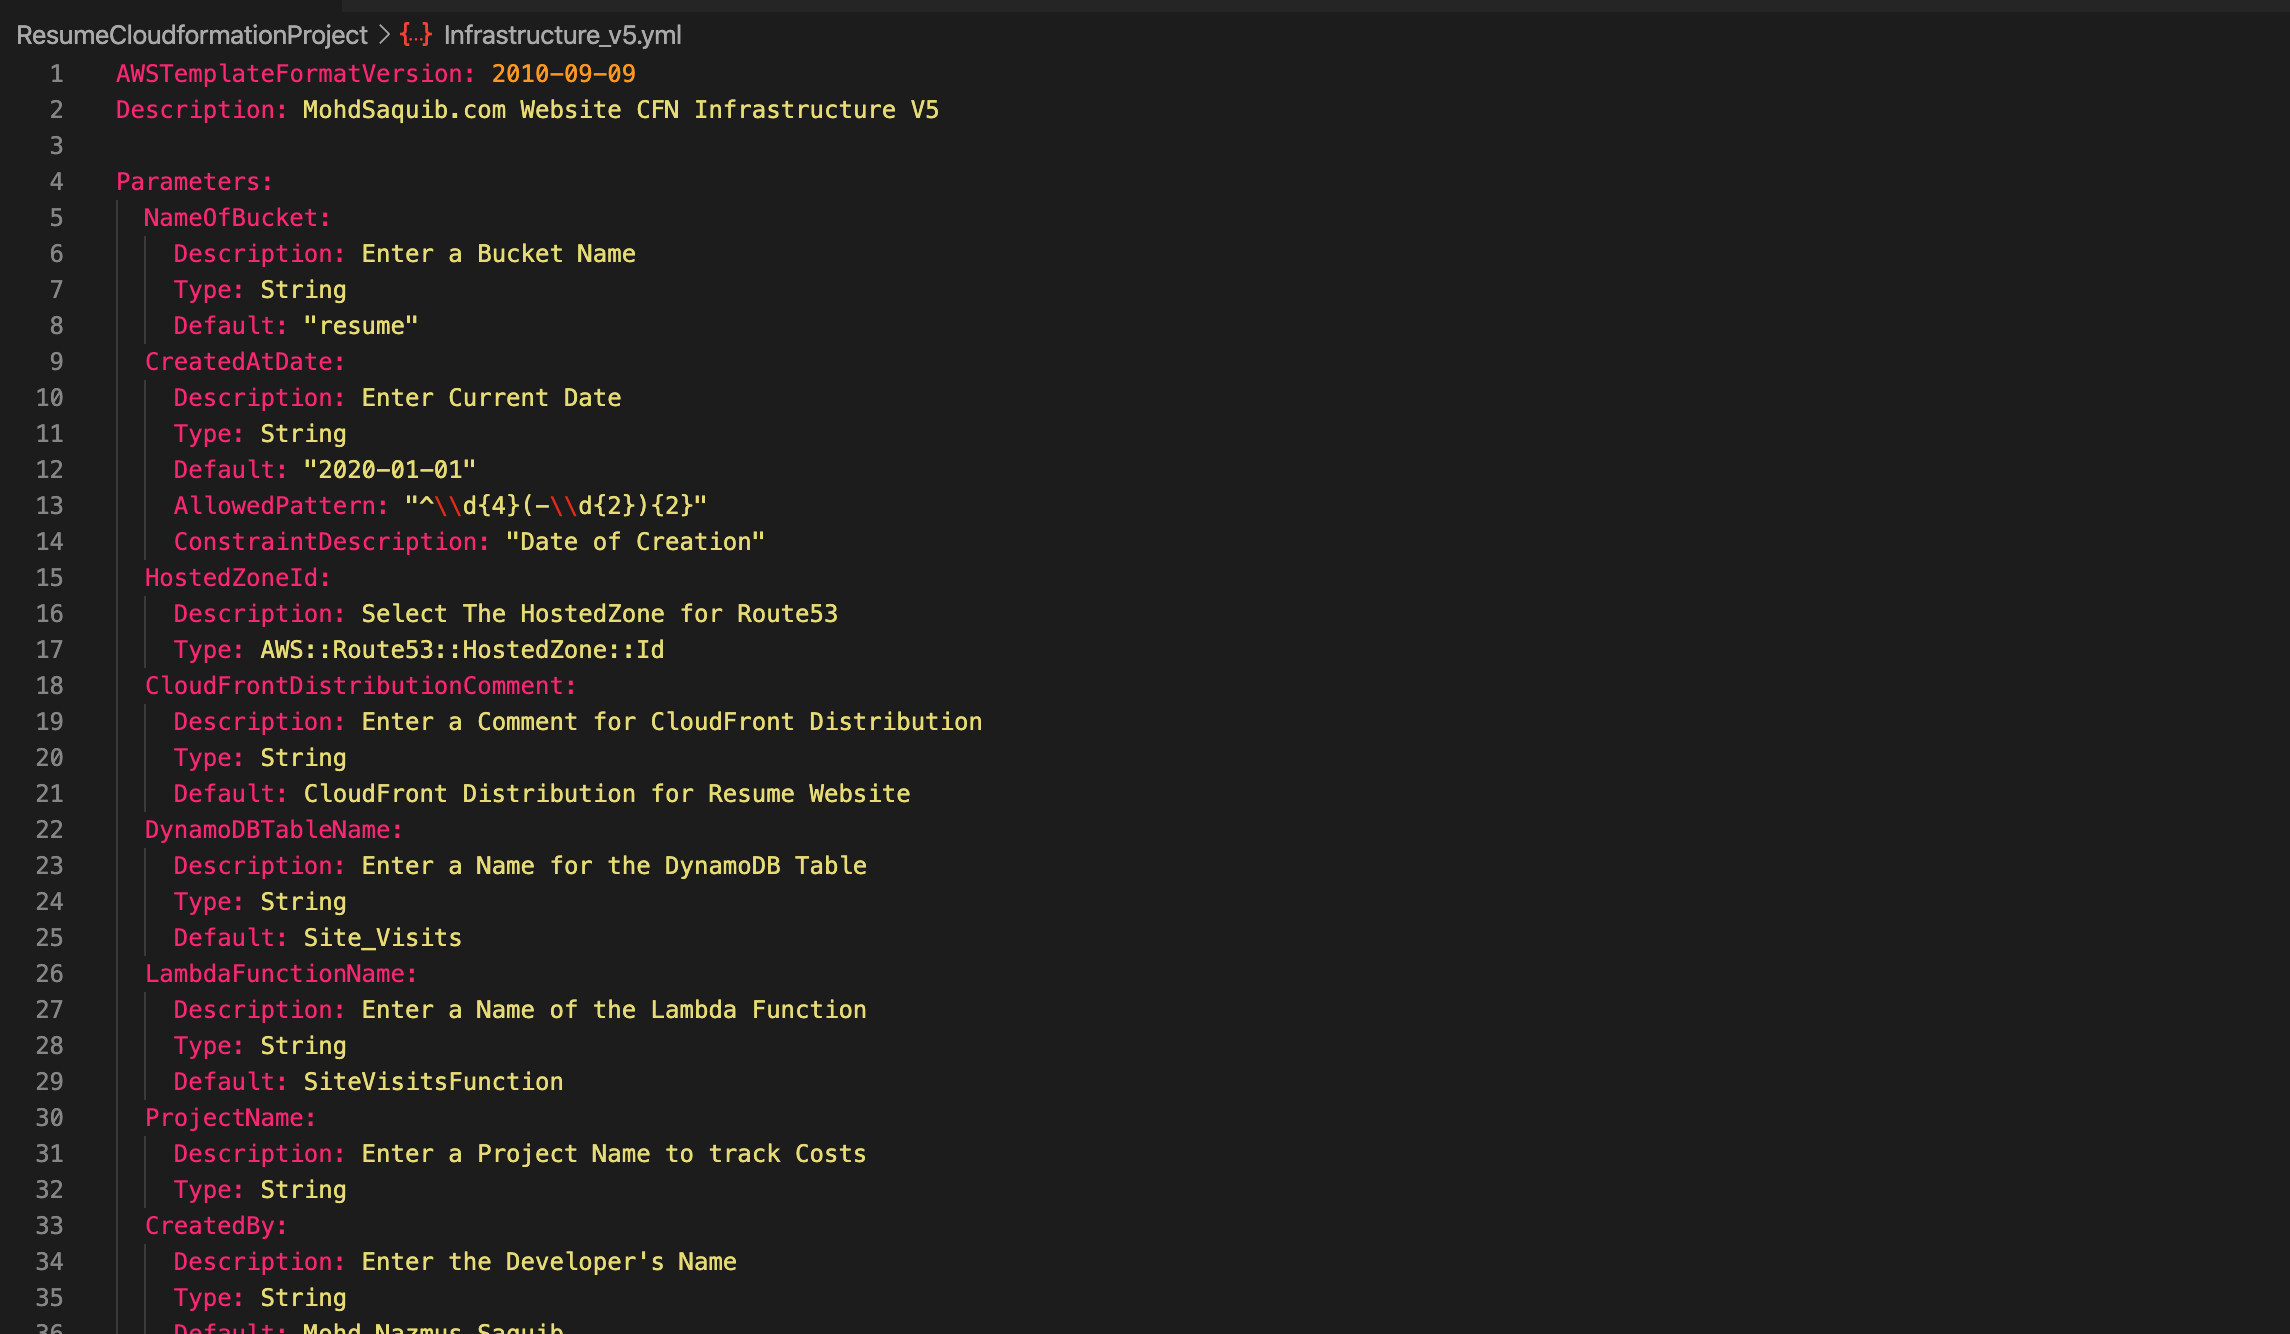 ResumeCloudformationProject > {...} Infrastructure_v5.yml
1 AWSTemplateFormatVersion: 2010-09-09
2 Description: MohdSaquib.com Website CFN Infrastructure V5
3
4 Parameters:
5   NameOfBucket:
6     Description: Enter a Bucket Name
7     Type: String
8     Default: "resume"
9   CreatedAtDate:
10     Description: Enter Current Date
11     Type: String
12     Default: "2020-01-01"
13     AllowedPattern: "^\\d{4}(-\\d{2}){2}"
14     ConstraintDescription: "Date of Creation"
15   HostedZoneId:
16     Description: Select The HostedZone for Route53
17     Type: AWS::Route53::HostedZone::Id
18   CloudFrontDistributionComment:
19     Description: Enter a Comment for CloudFront Distribution
20     Type: String
21     Default: CloudFront Distribution for Resume Website
22   DynamoDBTableName:
23     Description: Enter a Name for the DynamoDB Table
24     Type: String
25     Default: Site_Visits
26   LambdaFunctionName:
27     Description: Enter a Name of the Lambda Function
28     Type: String
29     Default: SiteVisitsFunction
30   ProjectName:
31     Description: Enter a Project Name to track Costs
32     Type: String
33   CreatedBy:
34     Description: Enter the Developer's Name
35     Type: String
36     Default: Mohd Nazmus Saquib